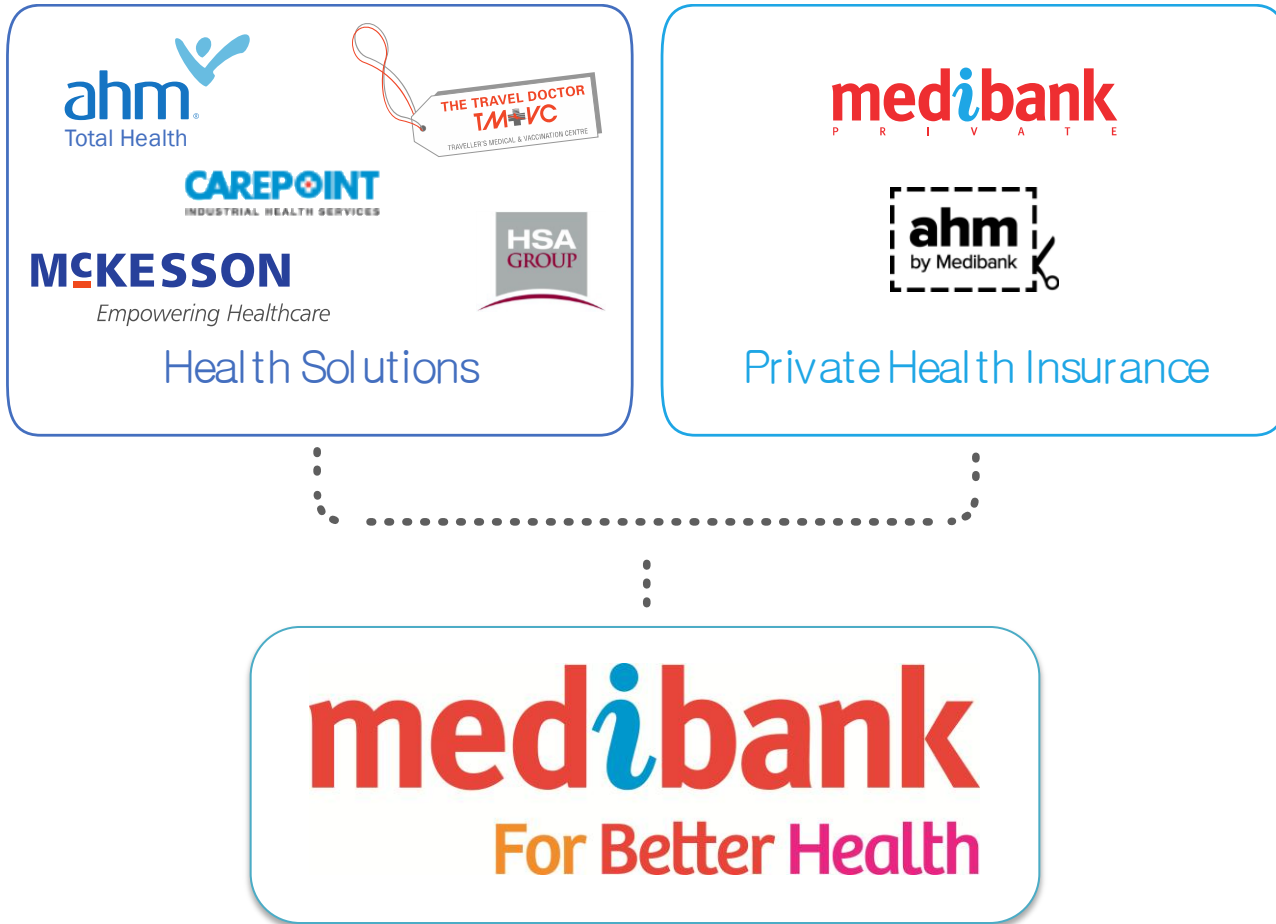 ahm
Total Health
THE TRAVEL DOCTOR
TM VC
TRAVELLER'S MEDICAL & VACCINATION CENTRE
CAREPOINT
INDUSTRIAL HEALTH SERVICES
McKESSON
Empowering Healthcare
HSA
GROUP
Health Solutions
medibank
PRIVATE
ahm
by Medibank
Private Health Insurance
medibank
For Better Health